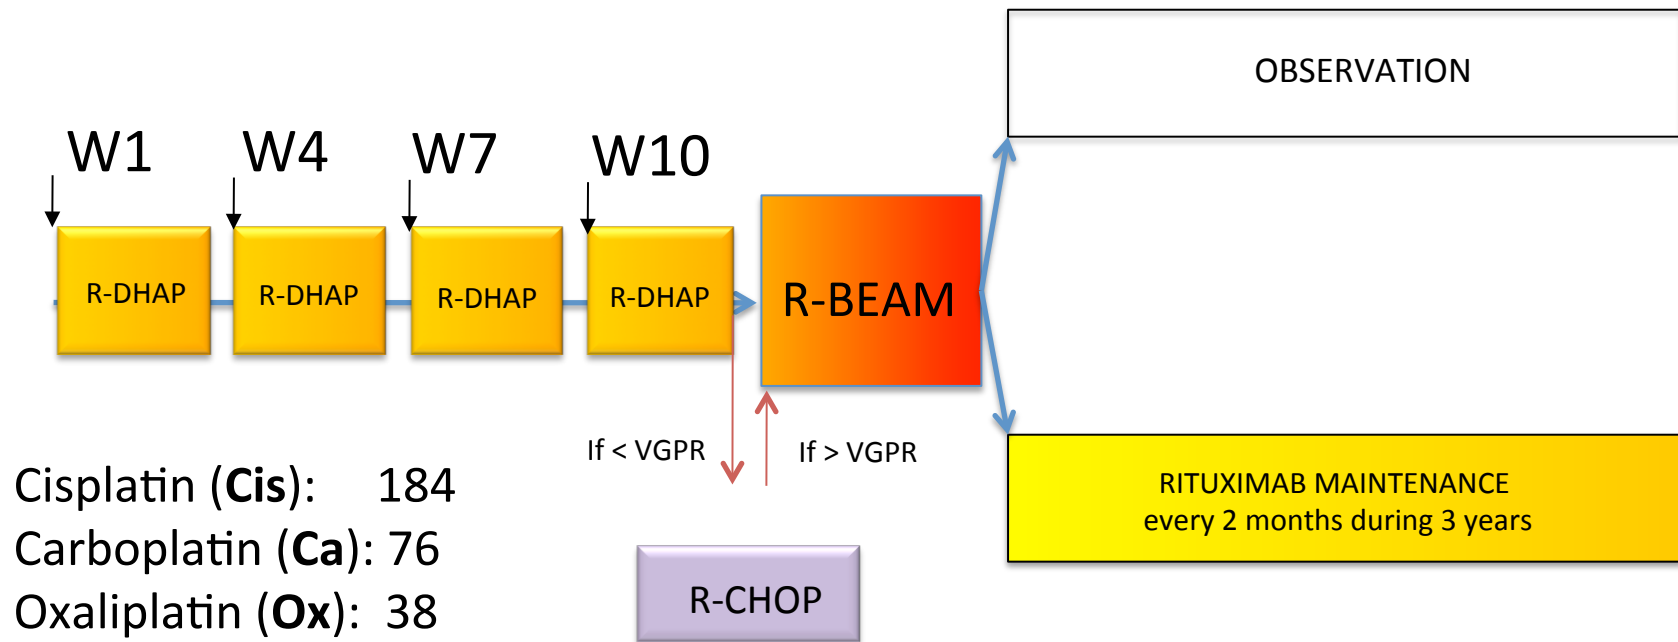 OBSERVATION
W1 W4 W7 W10
R-DHAP R-DHAP R-DHAP R-DHAP
R-BEAM
If < VGPR If > VGPR
Cisplatin (Cis): 184
Carboplatin (Ca): 76
Oxaliplatin (Ox): 38
R-CHOP
RITUXIMAB MAINTENANCE
every 2 months during 3 years